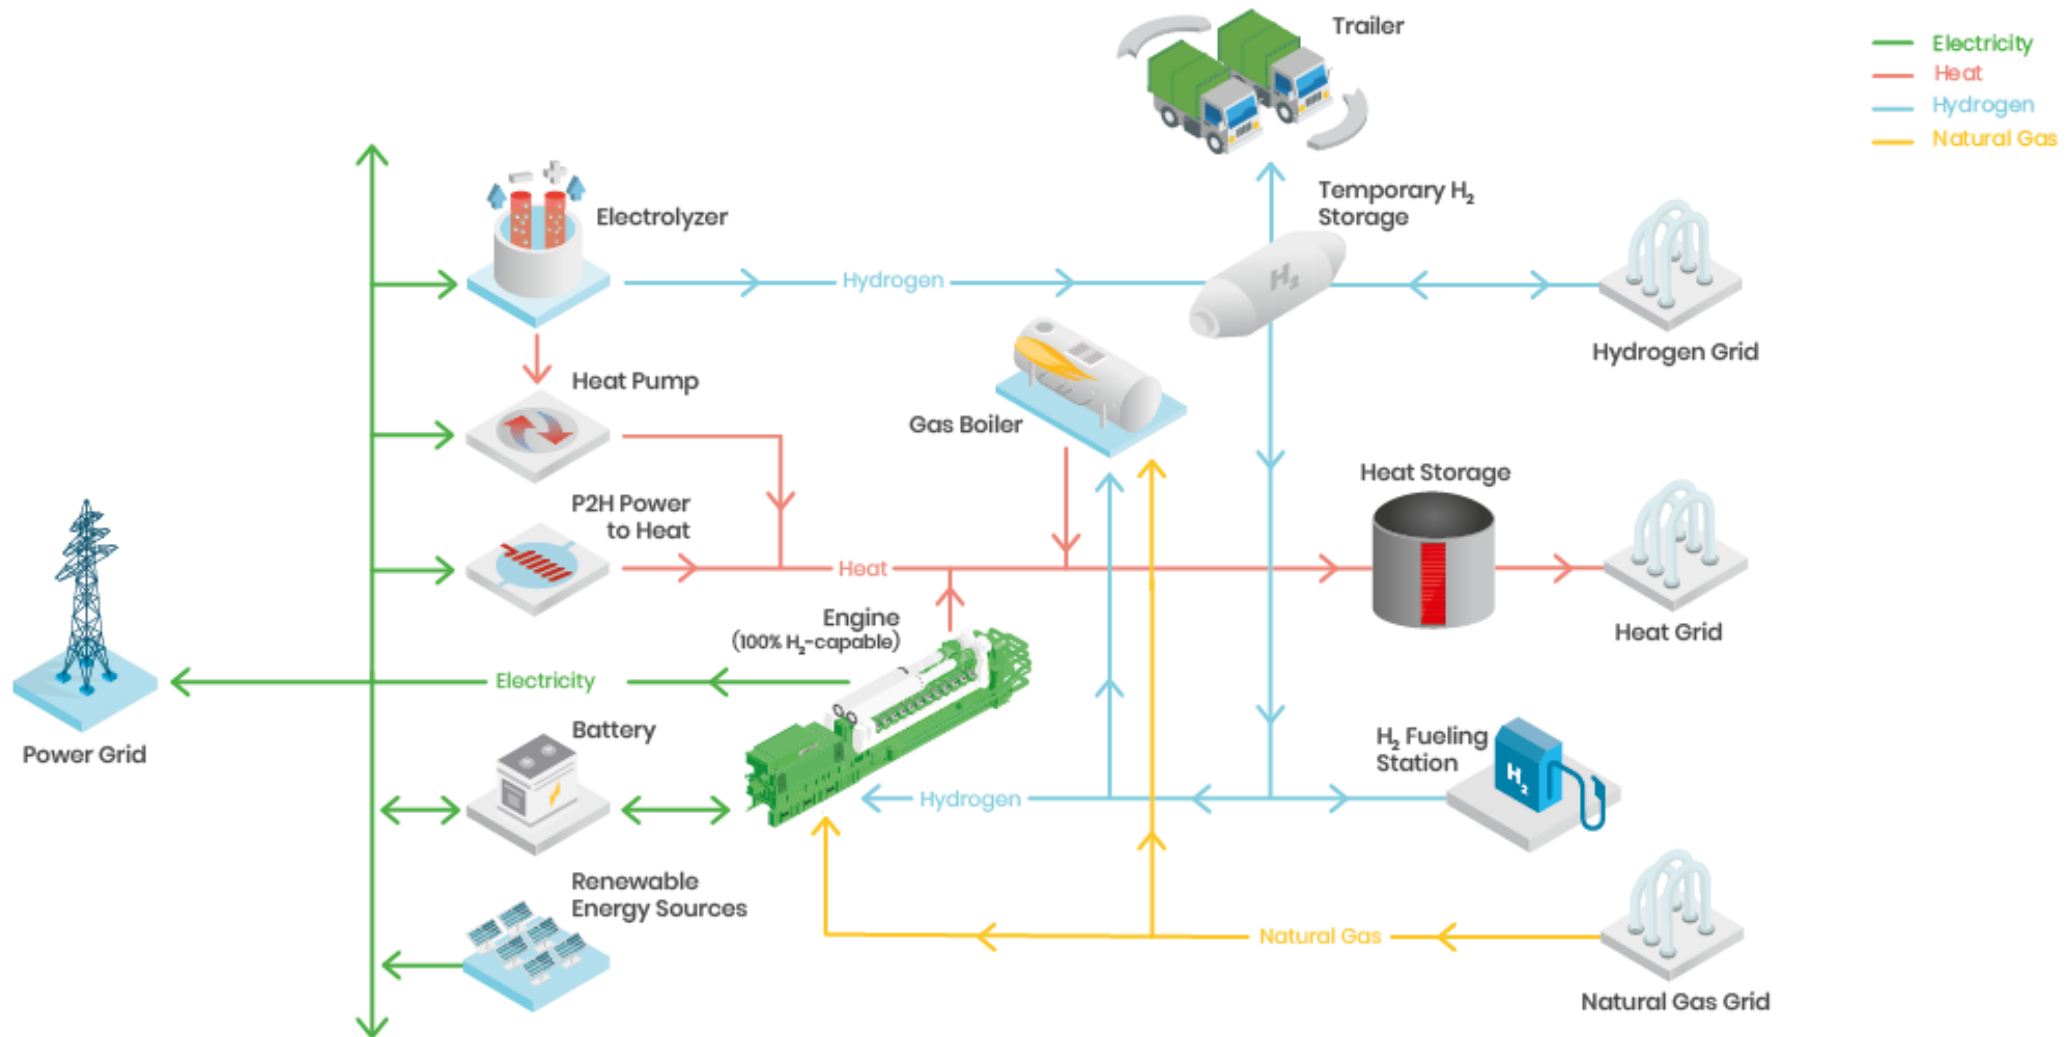 Trailer
Electricity
Heat
Hydrogen
Natural Gas
Electrolyzer
Temporary H₂
Storage
Hydrogen
H₂
Hydrogen Grid
Heat Pump
Gas Boiler
P2H Power
to Heat
Heat Storage
Heat
Engine
(100% H₂-capable)
Heat Grid
Electricity
Power Grid
Battery
H₂ Fueling
Station
H₂
Hydrogen
Renewable
Energy Sources
Natural Gas
Natural Gas Grid